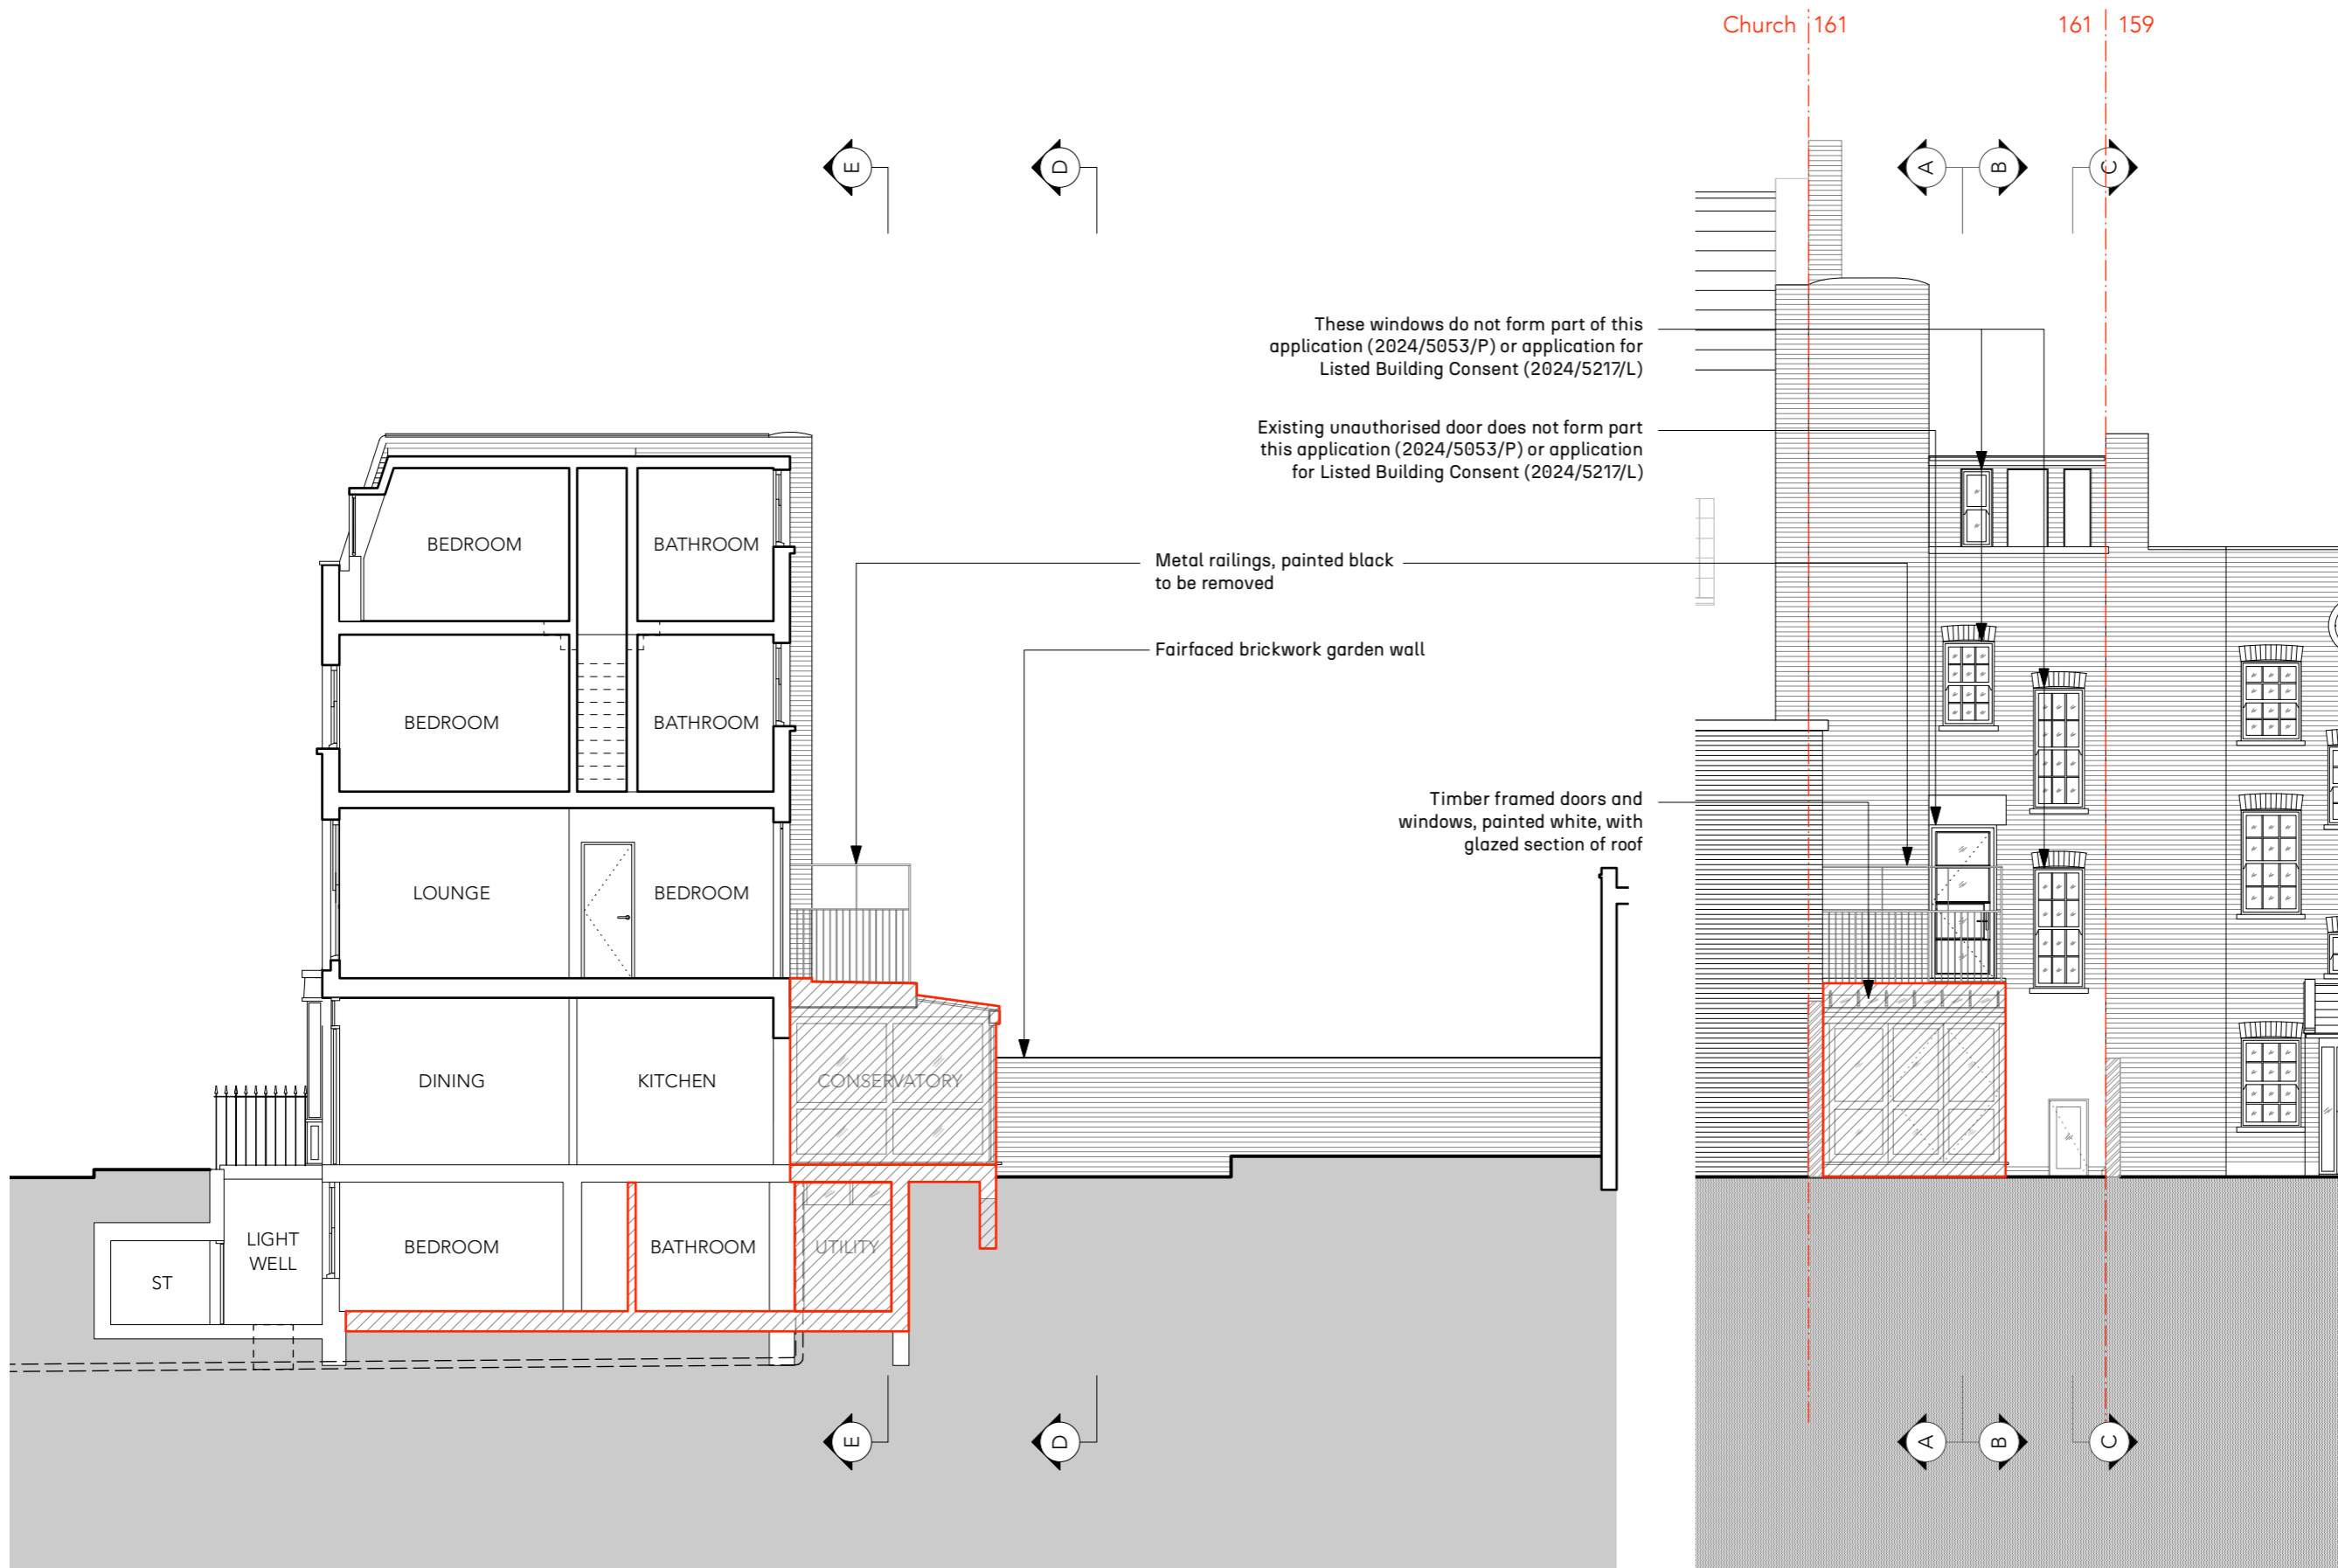 Church 161
161 159
E
D
A
B
C
These windows do not form part of this
application (2024/5053/P) or application for
Listed Building Consent (2024/5217/L)
Existing unauthorised door does not form part
this application (2024/5053/P) or application
for Listed Building Consent (2024/5217/L)
Metal railings, painted black
to be removed
Fairfaced brickwork garden wall
Timber framed doors and
windows, painted white, with
glazed section of roof
BEDROOM
BATHROOM
BEDROOM
BATHROOM
LOUNGE
BEDROOM
DINING
KITCHEN
CONSERVATORY
LIGHT
WELL
ST
BEDROOM
BATHROOM
UTILITY
E
D
A
B
C